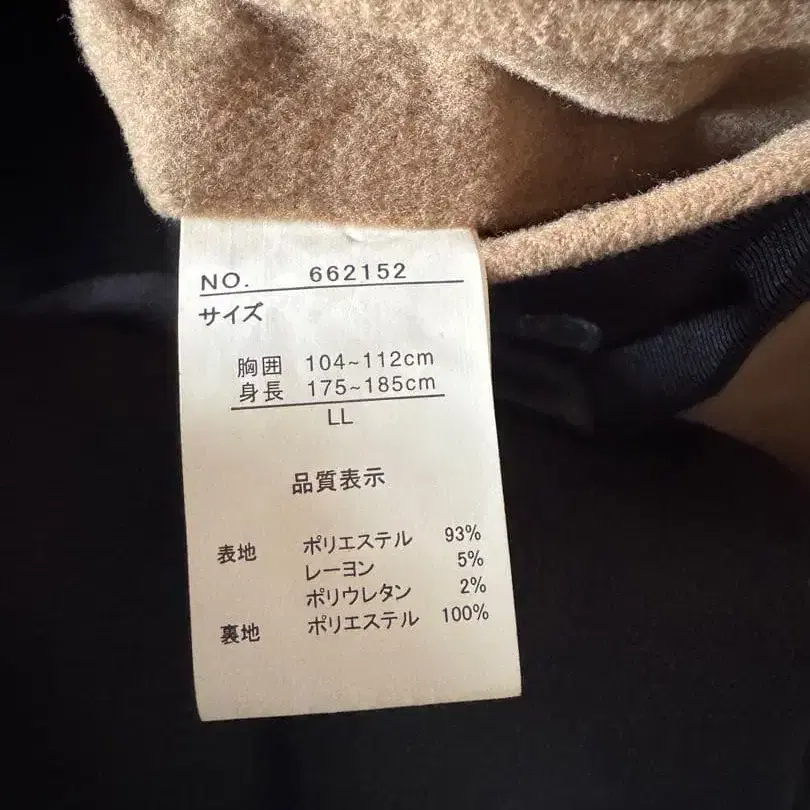 NO. 662152
サイズ
胸囲 104~112cm
身長 175~185cm
LL
品質表示
表地 ポリエステル 93%
レーヨン 5%
ポリウレタン 2%
裏地 ポリエステル 100%